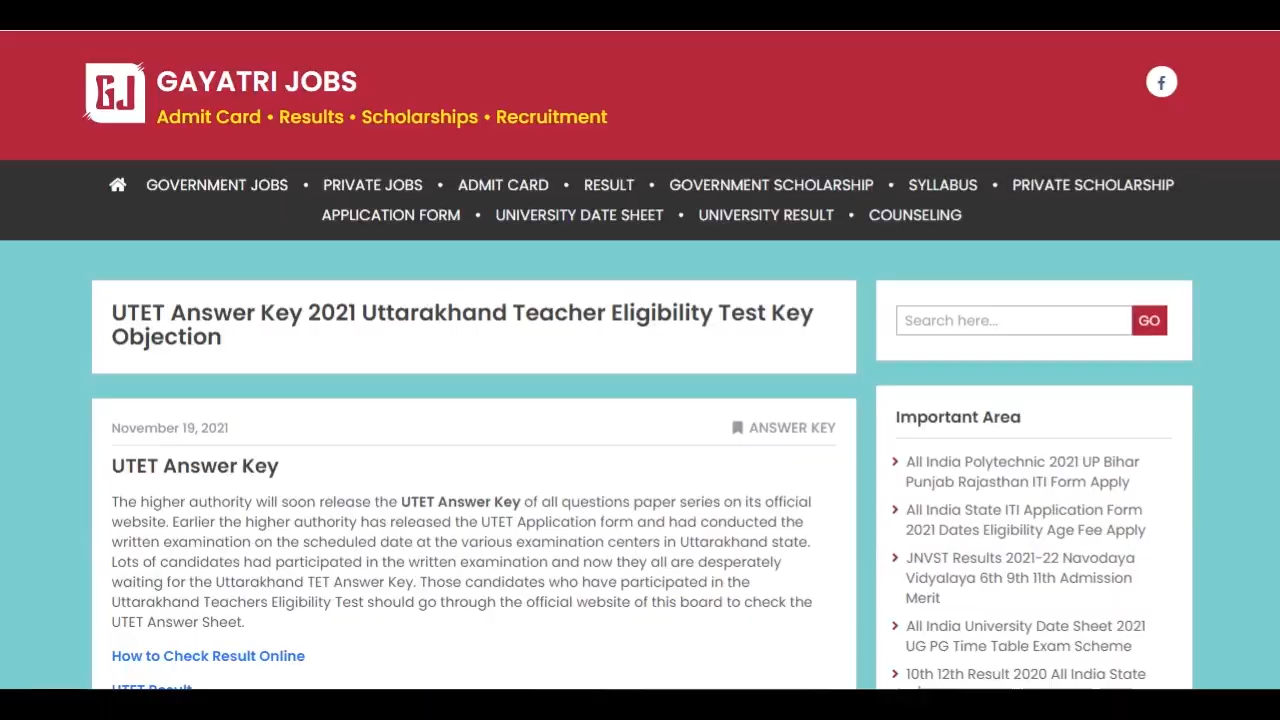 GJ
GAYATRI JOBS
Admit Card • Results • Scholarships • Recruitment
f
GOVERNMENT JOBS • PRIVATE JOBS • ADMIT CARD • RESULT • GOVERNMENT SCHOLARSHIP • SYLLABUS • PRIVATE SCHOLARSHIP
APPLICATION FORM • UNIVERSITY DATE SHEET • UNIVERSITY RESULT • COUNSELING
UTET Answer Key 2021 Uttarakhand Teacher Eligibility Test Key
Objection
November 19, 2021
ANSWER KEY
UTET Answer Key
The higher authority will soon release the UTET Answer Key of all questions paper series on its official
website. Earlier the higher authority has released the UTET Application form and had conducted the
written examination on the scheduled date at the various examination centers in Uttarakhand state.
Lots of candidates had participated in the written examination and now they all are desperately
waiting for the Uttarakhand TET Answer Key. Those candidates who have participated in the
Uttarakhand Teachers Eligibility Test should go through the official website of this board to check the
UTET Answer Sheet.
How to Check Result Online
UTET Result
Search here...
GO
Important Area
All India Polytechnic 2021 UP Bihar
Punjab Rajasthan ITI Form Apply
All India State ITI Application Form
2021 Dates Eligibility Age Fee Apply
JNVST Results 2021-22 Navodaya
Vidyalaya 6th 9th 11th Admission
Merit
All India University Date Sheet 2021
UG PG Time Table Exam Scheme
10th 12th Result 2020 All India State